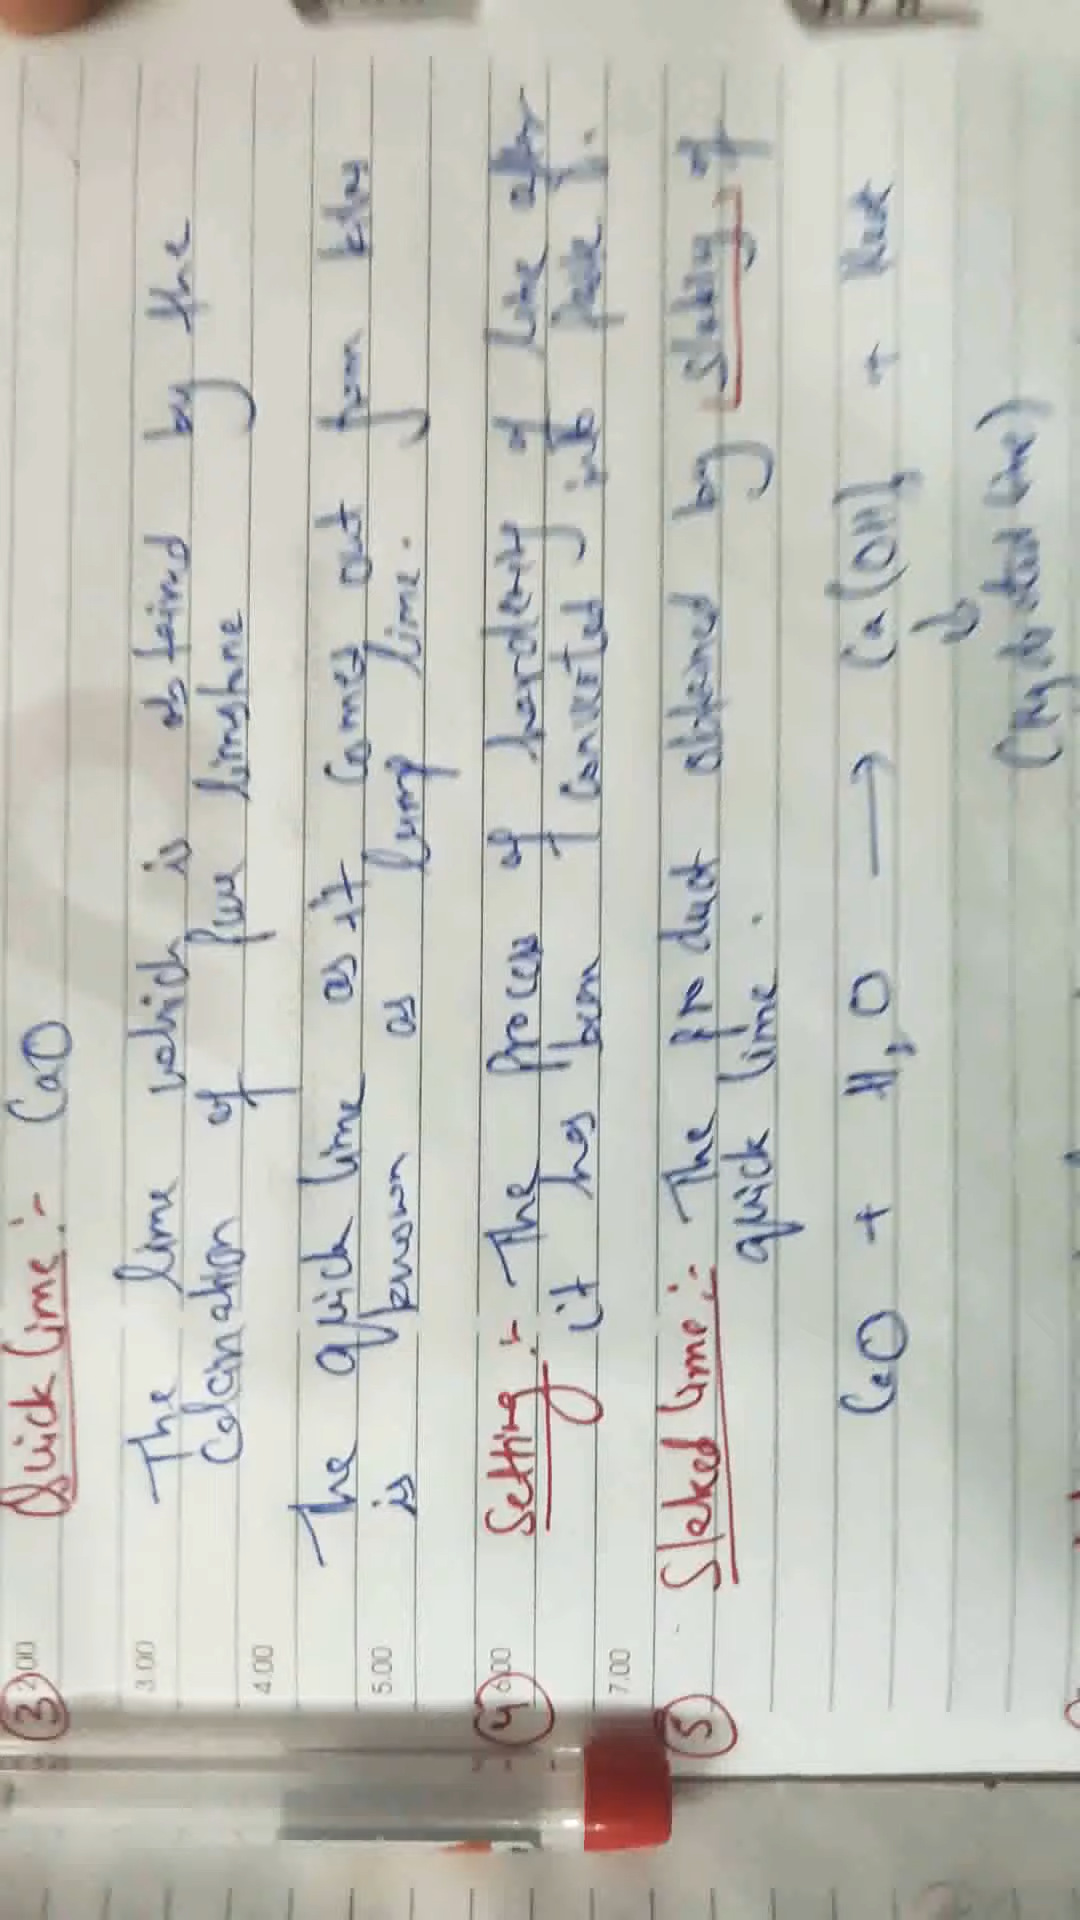 2.00
③ Quick Lime :- CaO
3.00
The lime which is obtained by the
Calcination of pure limestone
4.00
The quick lime as it comes out from kilns
5.00
is known as lump lime.
6.00
④ Setting :- The Process of hardening of lime after
it has been converted into paste
7.00
⑤ Slaked lime :- The product obtained by slaking of
quick lime.
CaO + H₂O → Ca(OH)₂ + Heat
⇓
(Hydrated lime)